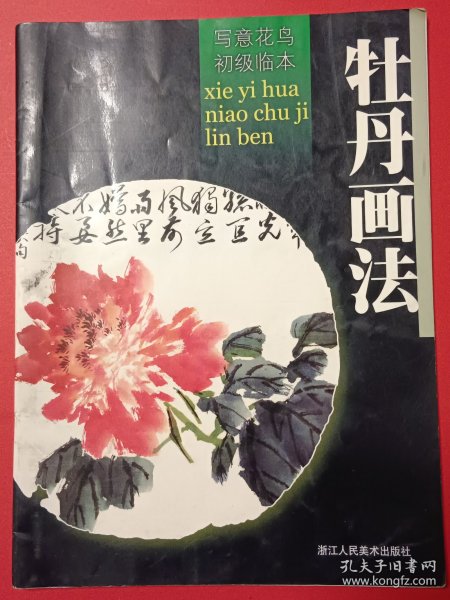 写意花鸟
初级临本
xie yi hua
niao chu ji
lin ben
牡丹画法
浙江人民美术出版社
孔夫子旧书网
www.kongfz.com